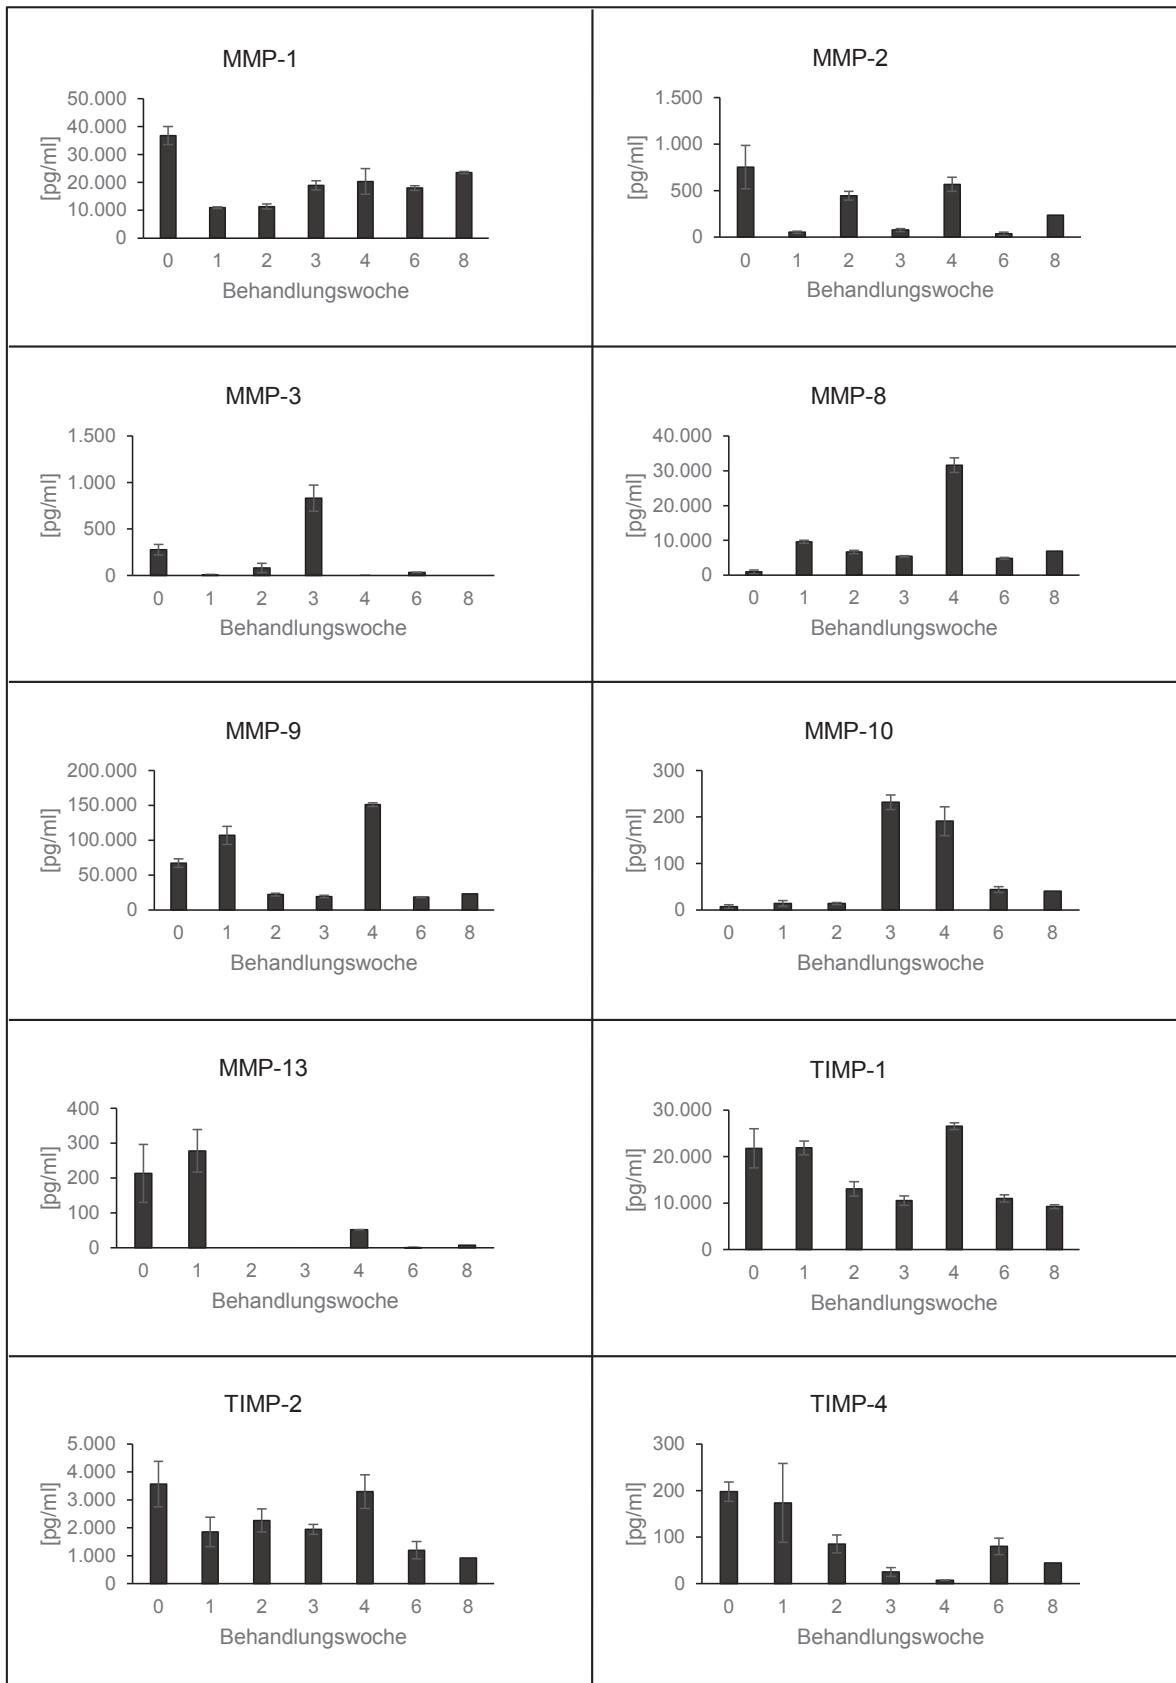 MMP-1
50.000
40.000
30.000
20.000
10.000
0
[pg/ml]
0 1 2 3 4 6 8
Behandlungswoche
MMP-2
1.500
1.000
500
0
[pg/ml]
0 1 2 3 4 6 8
Behandlungswoche
MMP-3
1.500
1.000
500
0
[pg/ml]
0 1 2 3 4 6 8
Behandlungswoche
MMP-8
40.000
30.000
20.000
10.000
0
[pg/ml]
0 1 2 3 4 6 8
Behandlungswoche
MMP-9
200.000
150.000
100.000
50.000
0
[pg/ml]
0 1 2 3 4 6 8
Behandlungswoche
MMP-10
300
200
100
0
[pg/ml]
0 1 2 3 4 6 8
Behandlungswoche
MMP-13
400
300
200
100
0
[pg/ml]
0 1 2 3 4 6 8
Behandlungswoche
TIMP-1
30.000
20.000
10.000
0
[pg/ml]
0 1 2 3 4 6 8
Behandlungswoche
TIMP-2
5.000
4.000
3.000
2.000
1.000
0
[pg/ml]
0 1 2 3 4 6 8
Behandlungswoche
TIMP-4
300
200
100
0
[pg/ml]
0 1 2 3 4 6 8
Behandlungswoche